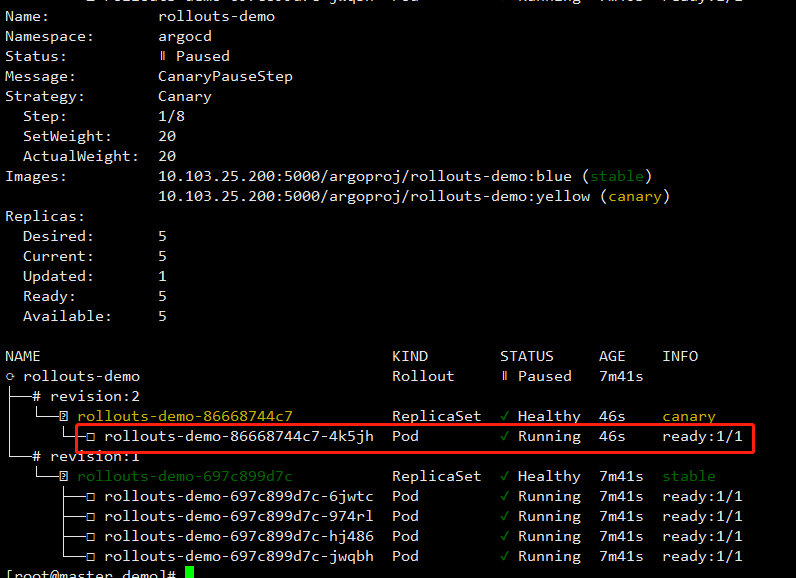 Name: rollouts-demo
Namespace: argocd
Status: ॥ Paused
Message: CanaryPauseStep
Strategy: Canary
Step: 1/8
SetWeight: 20
ActualWeight: 20
Images: 10.103.25.200:5000/argoproj/rollouts-demo:blue (stable)
10.103.25.200:5000/argoproj/rollouts-demo:yellow (canary)
Replicas:
Desired: 5
Current: 5
Updated: 1
Ready: 5
Available: 5
NAME KIND STATUS AGE INFO
⟳ rollouts-demo Rollout ॥ Paused 7m41s
├──# revision:2
│  └──⧉ rollouts-demo-86668744c7 ReplicaSet ✔ Healthy 46s canary
│     └──□ rollouts-demo-86668744c7-4k5jh Pod ✔ Running 46s ready:1/1
└──# revision:1
   └──⧉ rollouts-demo-697c899d7c ReplicaSet ✔ Healthy 7m41s stable
      ├──□ rollouts-demo-697c899d7c-6jwtc Pod ✔ Running 7m41s ready:1/1
      ├──□ rollouts-demo-697c899d7c-974rl Pod ✔ Running 7m41s ready:1/1
      ├──□ rollouts-demo-697c899d7c-hj486 Pod ✔ Running 7m41s ready:1/1
      └──□ rollouts-demo-697c899d7c-jwqbh Pod ✔ Running 7m41s ready:1/1
[root@master demo]#